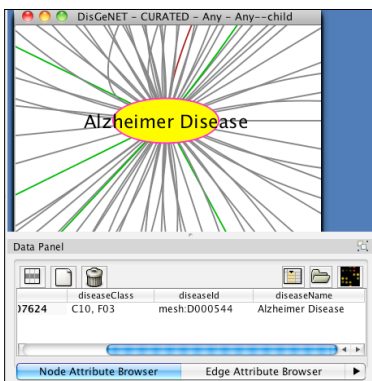 DisGeNET - CURATED - Any - Any--child
Alzheimer Disease
Data Panel
diseaseClass diseaseId diseaseName
07624 C10, F03 mesh:D000544 Alzheimer Disease
Node Attribute Browser Edge Attribute Browser